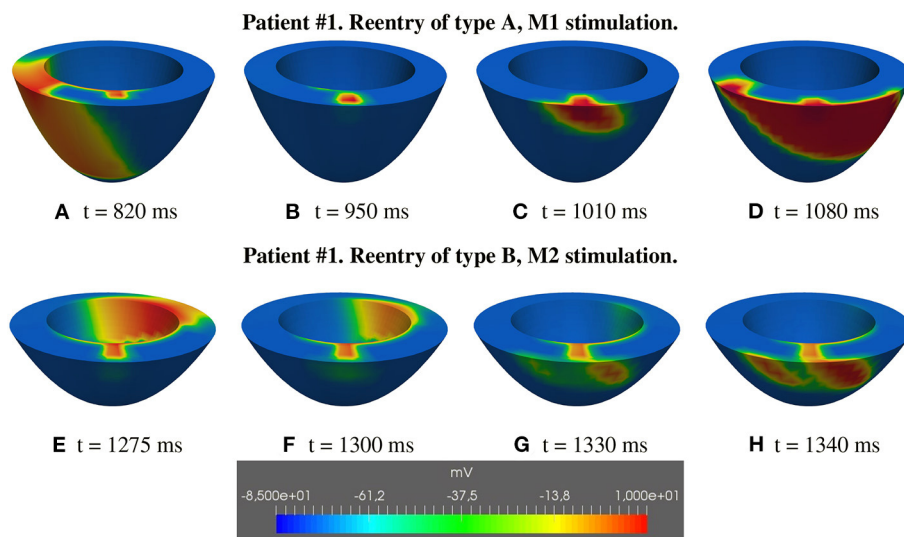 Patient #1. Reentry of type A, M1 stimulation.
A t = 820 ms
B t = 950 ms
C t = 1010 ms
D t = 1080 ms
Patient #1. Reentry of type B, M2 stimulation.
E t = 1275 ms
F t = 1300 ms
G t = 1330 ms
H t = 1340 ms
mV
-8,500e+01 -61,2 -37,5 -13,8 1,000e+01